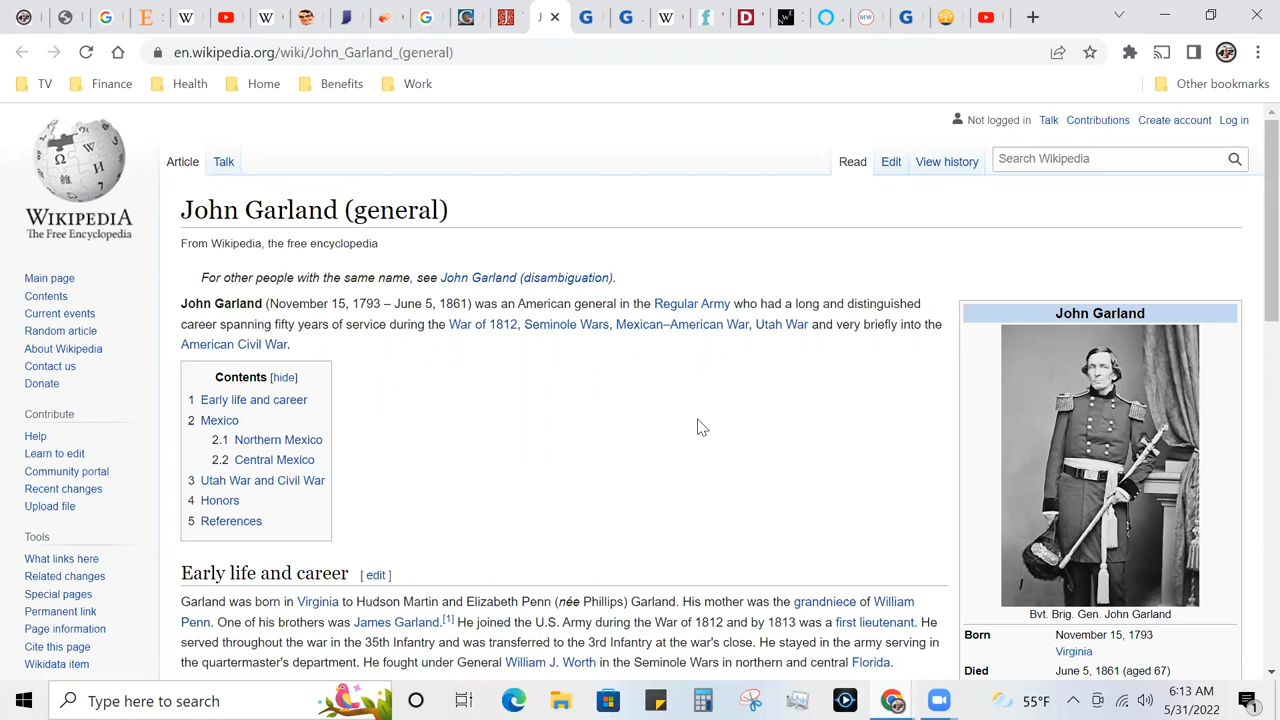 J
en.wikipedia.org/wiki/John_Garland_(general)
TV Finance Health Home Benefits Work Other bookmarks
Not logged in Talk Contributions Create account Log in
Article Talk Read Edit View history Search Wikipedia
WIKIPEDIA
The Free Encyclopedia
Main page
Contents
Current events
Random article
About Wikipedia
Contact us
Donate
Contribute
Help
Learn to edit
Community portal
Recent changes
Upload file
Tools
What links here
Related changes
Special pages
Permanent link
Page information
Cite this page
Wikidata item
John Garland (general)
From Wikipedia, the free encyclopedia
For other people with the same name, see John Garland (disambiguation).
John Garland (November 15, 1793 – June 5, 1861) was an American general in the Regular Army who had a long and distinguished
career spanning fifty years of service during the War of 1812, Seminole Wars, Mexican–American War, Utah War and very briefly into the
American Civil War.
Contents [hide]
1 Early life and career
2 Mexico
2.1 Northern Mexico
2.2 Central Mexico
3 Utah War and Civil War
4 Honors
5 References
Early life and career [ edit ]
Garland was born in Virginia to Hudson Martin and Elizabeth Penn (née Phillips) Garland. His mother was the grandniece of William
Penn. One of his brothers was James Garland.[1] He joined the U.S. Army during the War of 1812 and by 1813 was a first lieutenant. He
served throughout the war in the 35th Infantry and was transferred to the 3rd Infantry at the war's close. He stayed in the army serving in
the quartermaster's department. He fought under General William J. Worth in the Seminole Wars in northern and central Florida.
John Garland
Bvt. Brig. Gen. John Garland
Born November 15, 1793
Virginia
Died June 5, 1861 (aged 67)
Type here to search
55°F
6:13 AM
5/31/2022
1